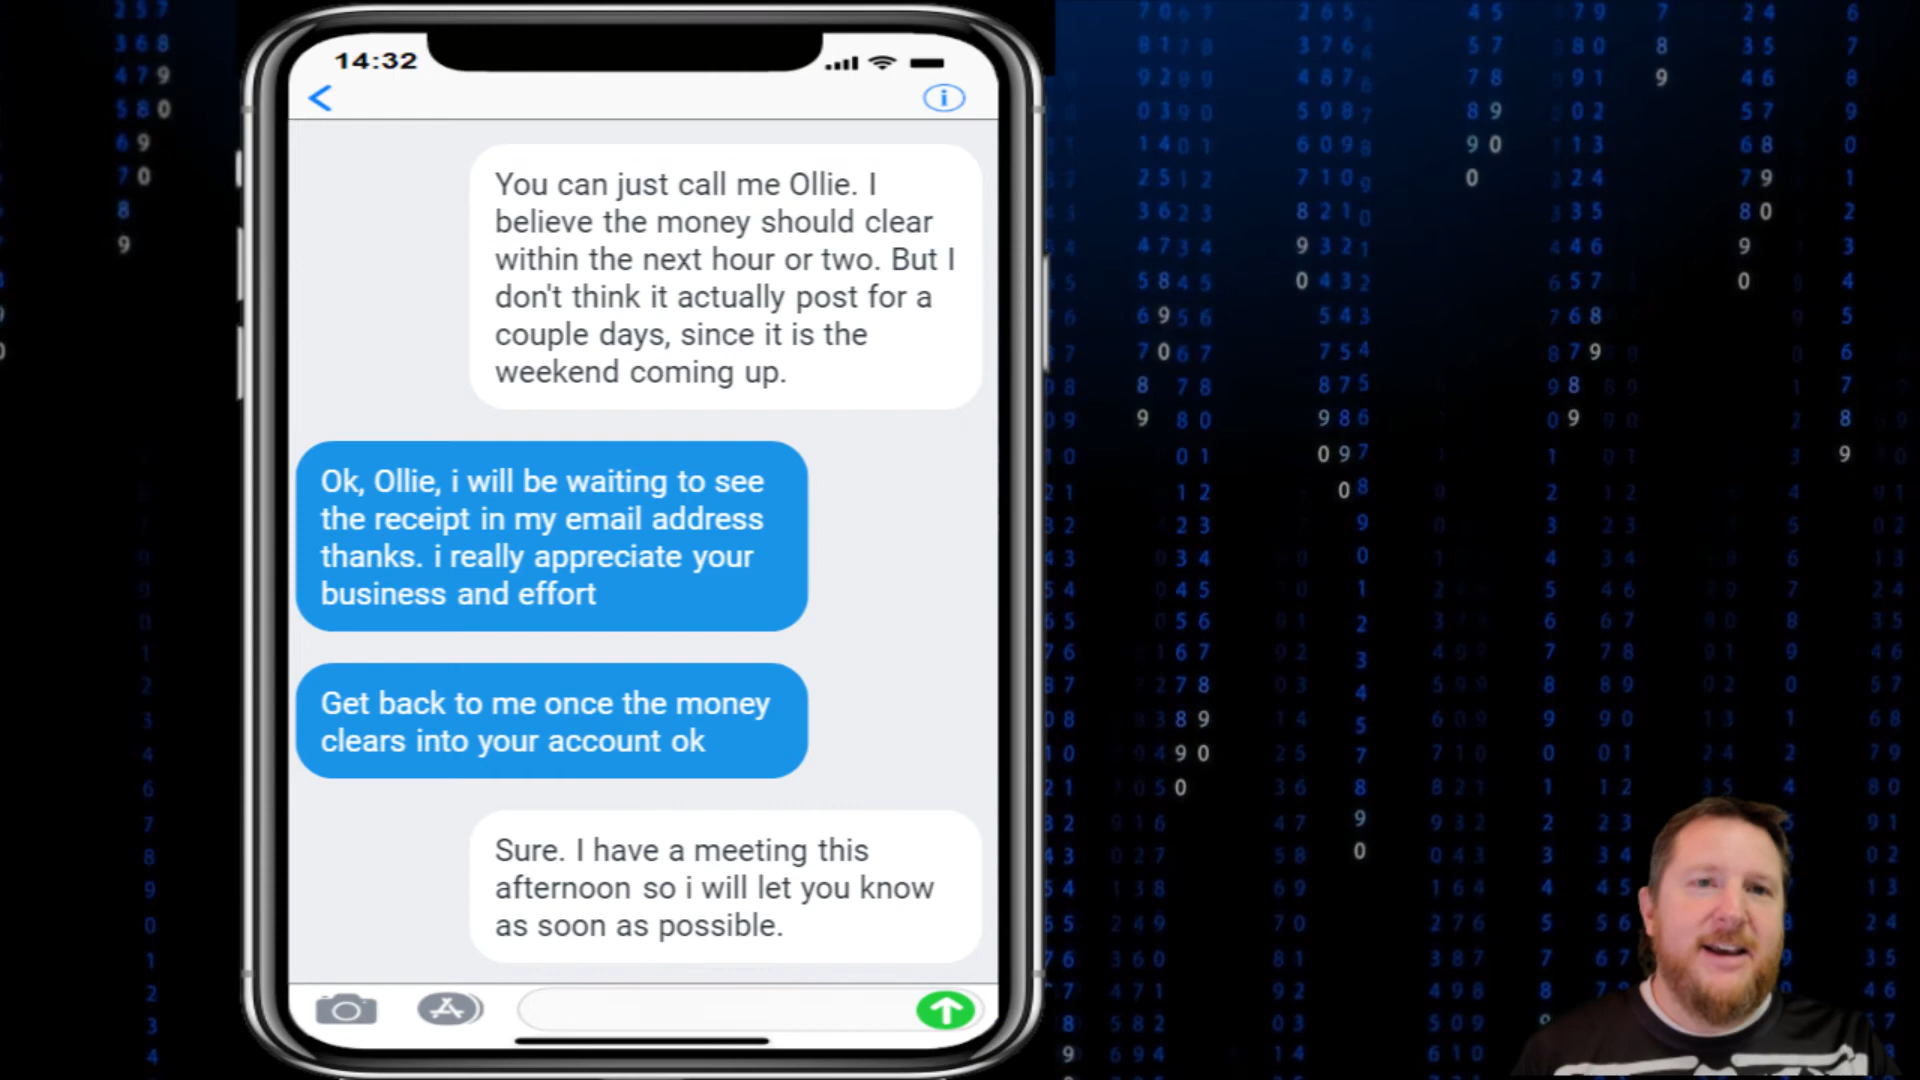 14:32
You can just call me Ollie. I
believe the money should clear
within the next hour or two. But I
don't think it actually post for a
couple days, since it is the
weekend coming up.
Ok, Ollie, i will be waiting to see
the receipt in my email address
thanks. i really appreciate your
business and effort
Get back to me once the money
clears into your account ok
Sure. I have a meeting this
afternoon so i will let you know
as soon as possible.